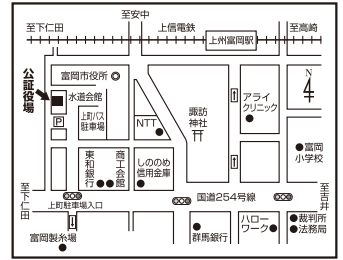 至安中
至下仁田
上信電鉄
上州富岡駅
至高崎
公証役場
富岡市役所
水道会館
P
上町バス
駐車場
NTT
諏訪
神社
アライ
クリニック
N
富岡
小学校
東和銀行
商工会館
しののめ
信用金庫
至下仁田
上町駐車場入口
国道254号線
至吉井
富岡製糸場
群馬銀行
ハロー
ワーク
裁判所
法務局